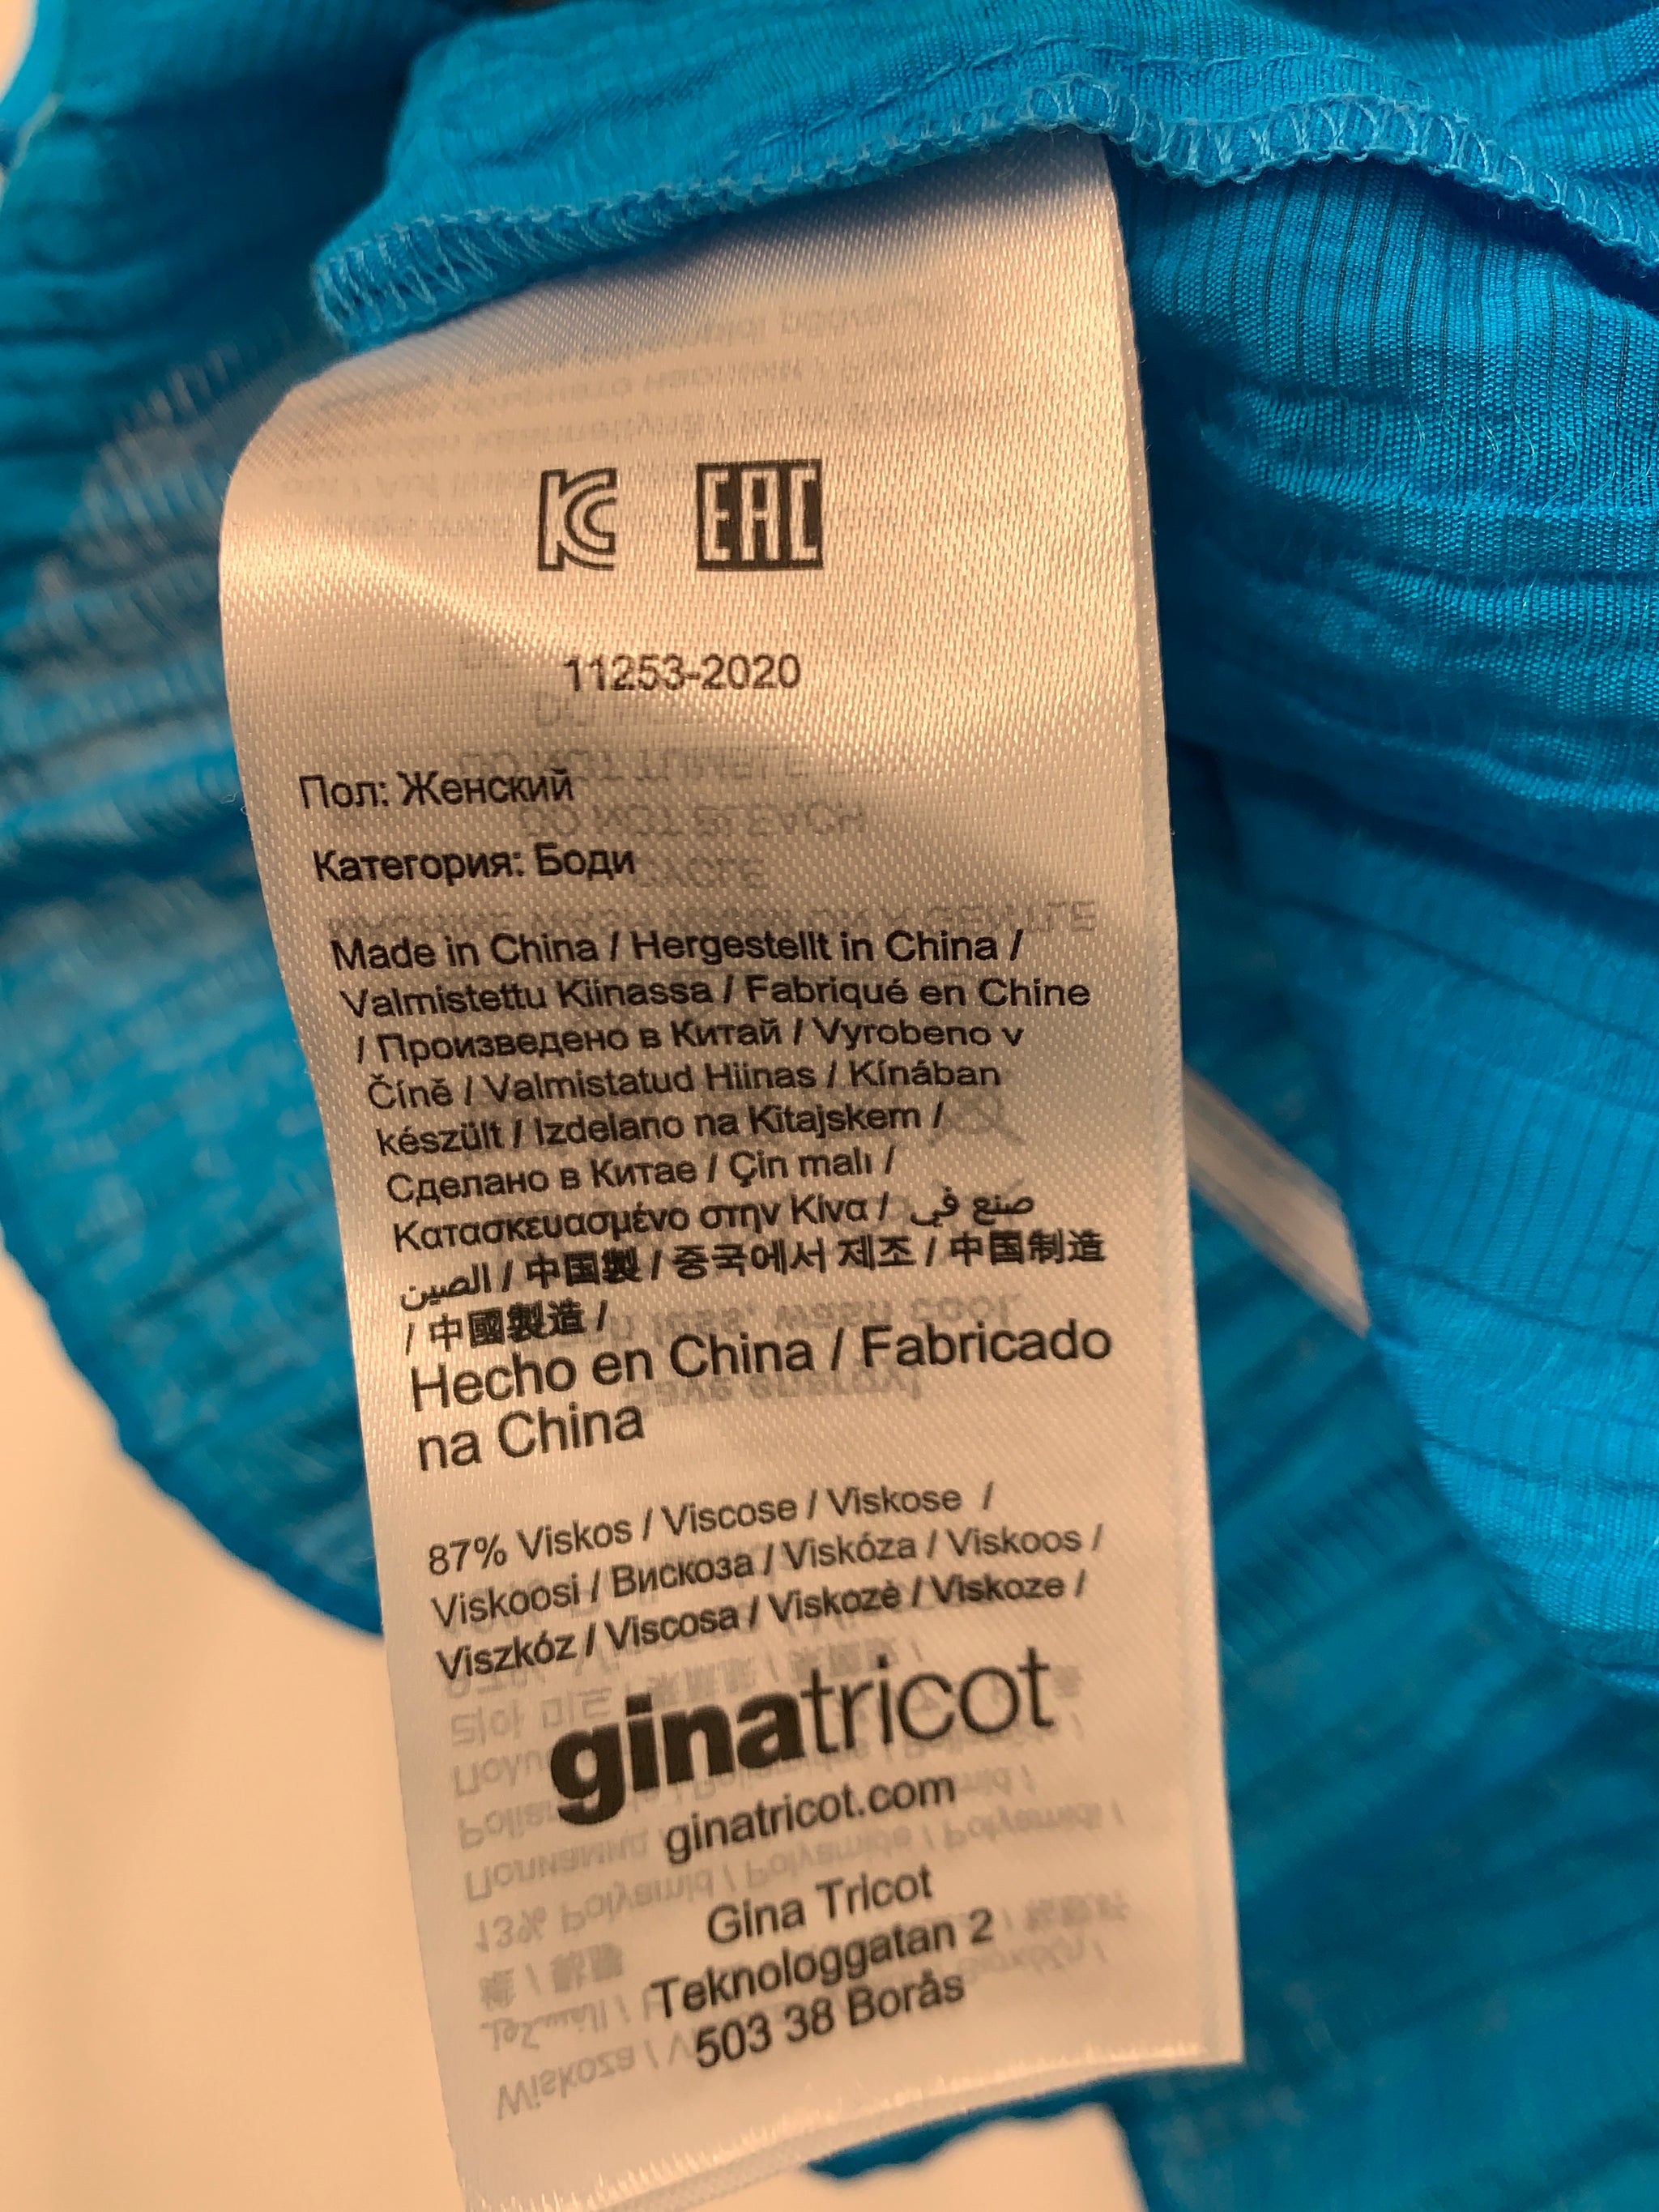 KC EAC
11253-2020
Пол: Женский
Категория: Боди
Made in China / Hergestellt in China /
Valmistettu Kiinassa / Fabriqué en Chine
/ Произведено в Китай / Vyrobeno v
Číně / Valmistatud Hiinas / Kínában
készült / Izdelano na Kitajskem /
Сделано в Китае / Çin malı /
Κατασκευασμένο στην Κίνα / صنع في
الصين / 中国製 / 중국에서 제조 / 中国制造
/ 中國製造 /
Hecho en China / Fabricado
na China
87% Viskos / Viscose / Viskose /
Viskoosi / Вискоза / Viskóza / Viskoos /
Viszkóz / Viscosa / Viskozė / Viskoze /
ginatricot
ginatricot.com
Gina Tricot
Teknologgatan 2
503 38 Borås